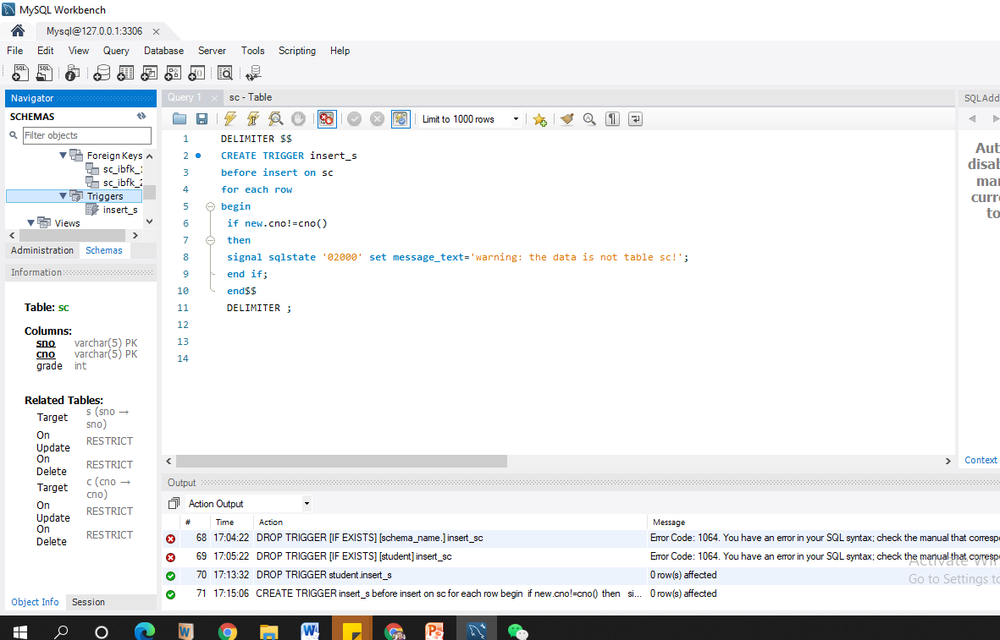 MySQL Workbench
Mysql@127.0.0.1:3306
File Edit View Query Database Server Tools Scripting Help
Navigator
SCHEMAS
Filter objects
Foreign Keys
sc_ibfk_
sc_ibfk_2
Triggers
insert_s
Views
Administration Schemas
Information
Table: sc
Columns:
sno varchar(5) PK
cno varchar(5) PK
grade int
Related Tables:
Target s (sno → sno)
On Update RESTRICT
On Delete RESTRICT
Target c (cno → cno)
On Update RESTRICT
On Delete RESTRICT
Object Info Session
Query 1 sc - Table
Limit to 1000 rows
1 DELIMITER $$
2 CREATE TRIGGER insert_s
3 before insert on sc
4 for each row
5 begin
6 if new.cno!=cno()
7 then
8 signal sqlstate '02000' set message_text='warning: the data is not table sc!';
9 end if;
10 end$$
11 DELIMITER ;
12
13
14
SQLAdd
Aut
disab
mai
curre
to
Context
Output
Action Output
# Time Action Message
68 17:04:22 DROP TRIGGER [IF EXISTS] [schema_name.] insert_sc Error Code: 1064. You have an error in your SQL syntax; check the manual that corresp
69 17:05:22 DROP TRIGGER [IF EXISTS] [student] insert_sc Error Code: 1064. You have an error in your SQL syntax; check the manual that corresp
70 17:13:32 DROP TRIGGER student.insert_s 0 row(s) affected
71 17:15:06 CREATE TRIGGER insert_s before insert on sc for each row begin if new.cno!=cno() then si... 0 row(s) affected
Activate Wi
Go to Settings to